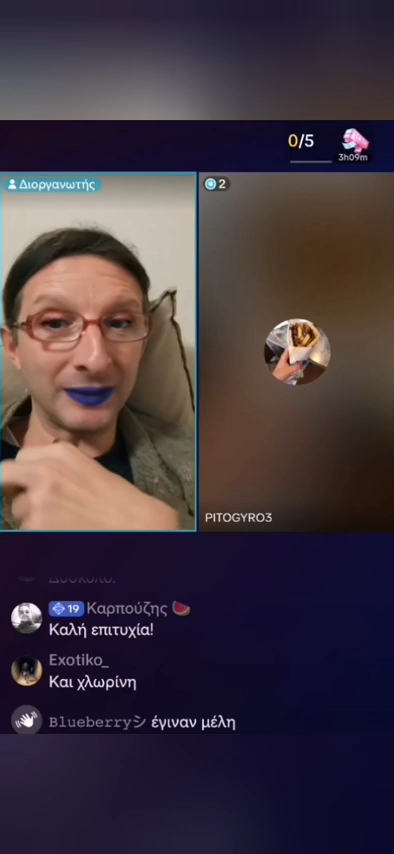 0/5
3h09m
Διοργανωτής
2
PITOGYRO3
Δύσκολο.
19 Καρπούζης 🍉
Καλή επιτυχία!
Exotiko_
Και χλωρίνη
Blueberryシ έγιναν μέλη